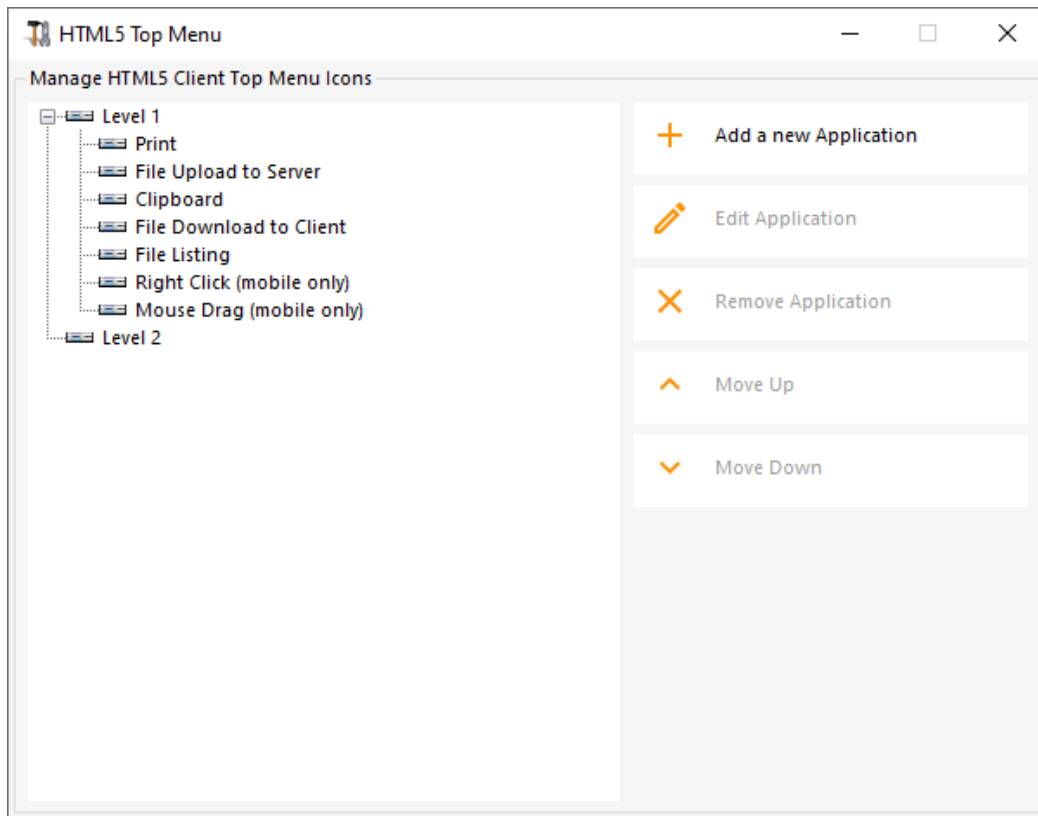 HTML5 Top Menu
Manage HTML5 Client Top Menu Icons
Level 1
Print
File Upload to Server
Clipboard
File Download to Client
File Listing
Right Click (mobile only)
Mouse Drag (mobile only)
Level 2
Add a new Application
Edit Application
Remove Application
Move Up
Move Down